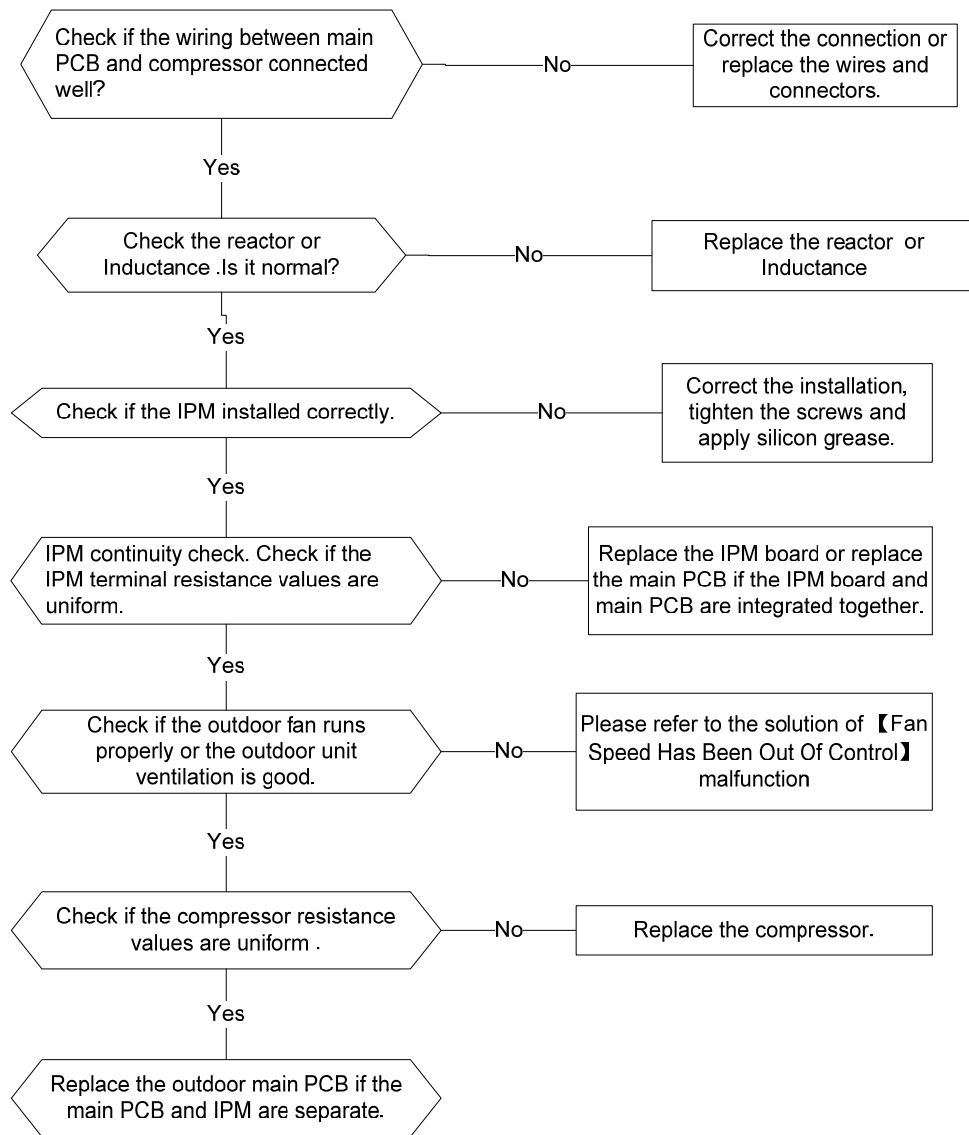 Check if the wiring between main
PCB and compressor connected
well?
No
Correct the connection or
replace the wires and
connectors.
Yes
Check the reactor or
Inductance .Is it normal?
No
Replace the reactor or
Inductance
Yes
Check if the IPM installed correctly.
No
Correct the installation,
tighten the screws and
apply silicon grease.
Yes
IPM continuity check. Check if the
IPM terminal resistance values are
uniform.
No
Replace the IPM board or replace
the main PCB if the IPM board and
main PCB are integrated together.
Yes
Check if the outdoor fan runs
properly or the outdoor unit
ventilation is good.
No
Please refer to the solution of 【Fan
Speed Has Been Out Of Control】
malfunction
Yes
Check if the compressor resistance
values are uniform .
No
Replace the compressor.
Yes
Replace the outdoor main PCB if the
main PCB and IPM are separate.